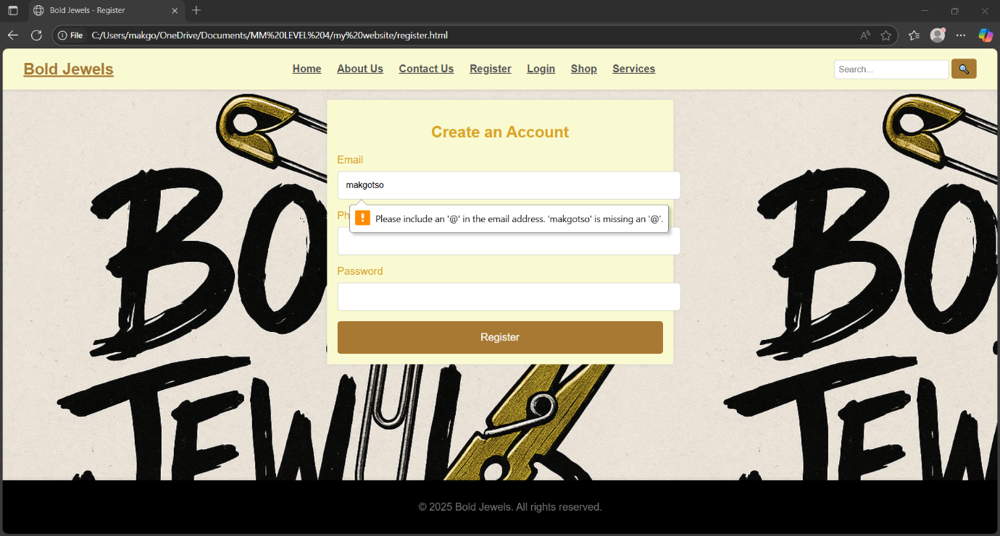 Bold Jewels - Register
File C:/Users/makgo/OneDrive/Documents/MM%20LEVEL%204/my%20website/register.html
Bold Jewels Home About Us Contact Us Register Login Shop Services Search...
Create an Account
Email
makgotso
Please include an '@' in the email address. 'makgotso' is missing an '@'.
Ph
Password
Register
BO
BO
JEW
JEW
© 2025 Bold Jewels. All rights reserved.